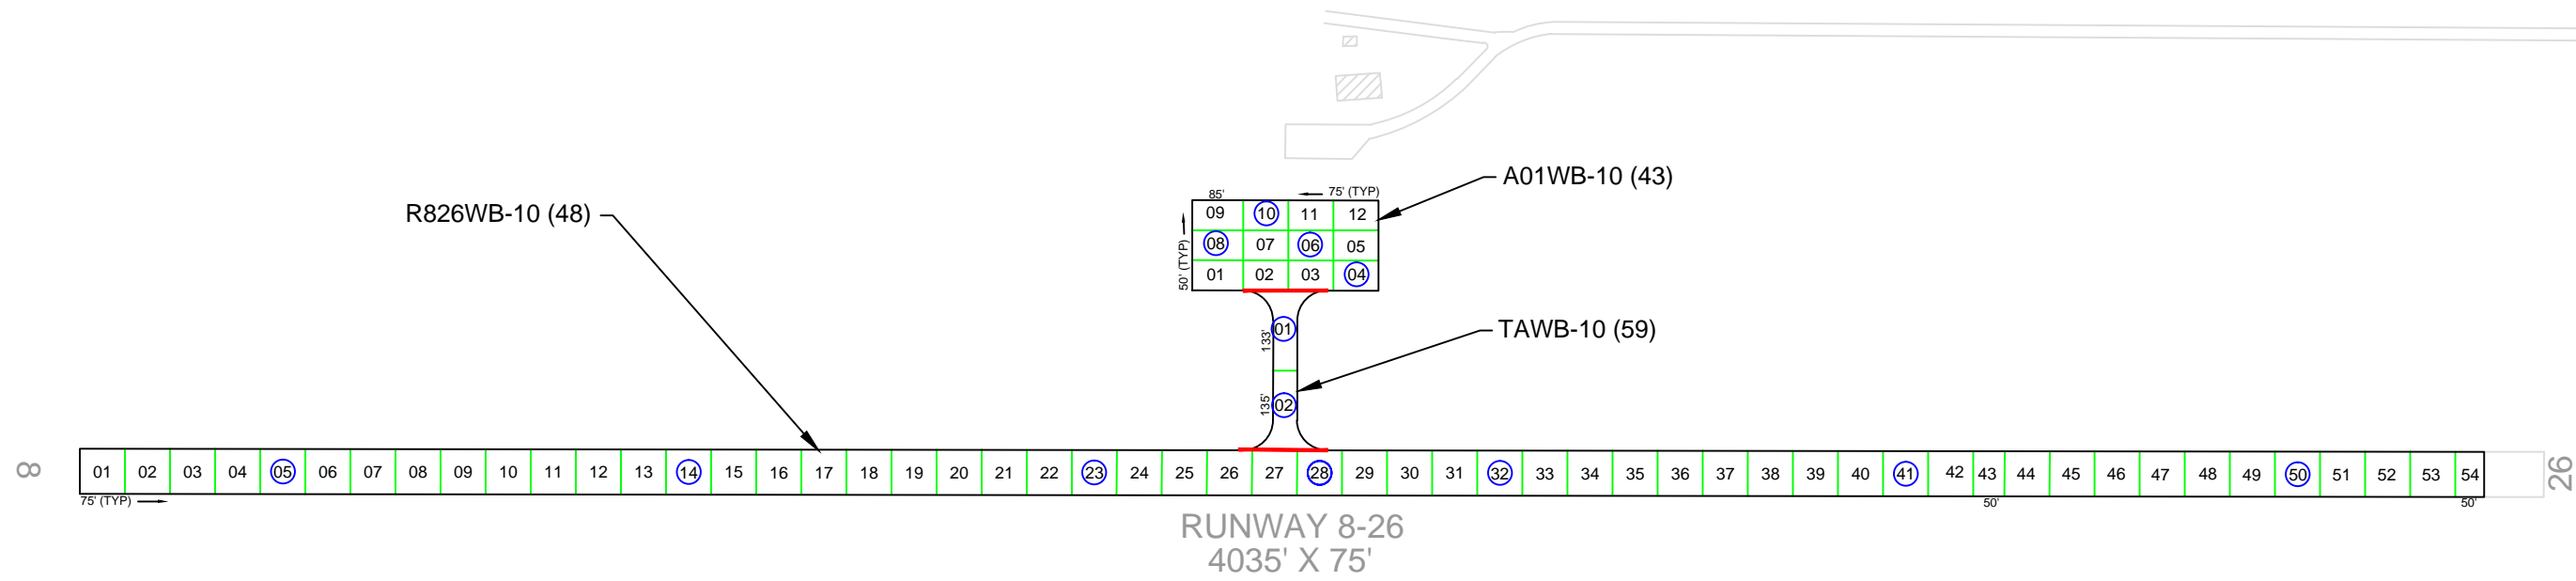 A01WB-10 (43)
R826WB-10 (48)
85' 75' (TYP)
50' (TYP)
09 10 11 12
08 07 06 05
01 02 03 04
01
133'
TAWB-10 (59)
02
135'
8
01 02 03 04 05 06 07 08 09 10 11 12 13 14 15 16 17 18 19 20 21 22 23 24 25 26 27 28 29 30 31 32 33 34 35 36 37 38 39 40 41 42 43 44 45 46 47 48 49 50 51 52 53 54
26
75' (TYP)
50' 50'
RUNWAY 8-26
4035' X 75'